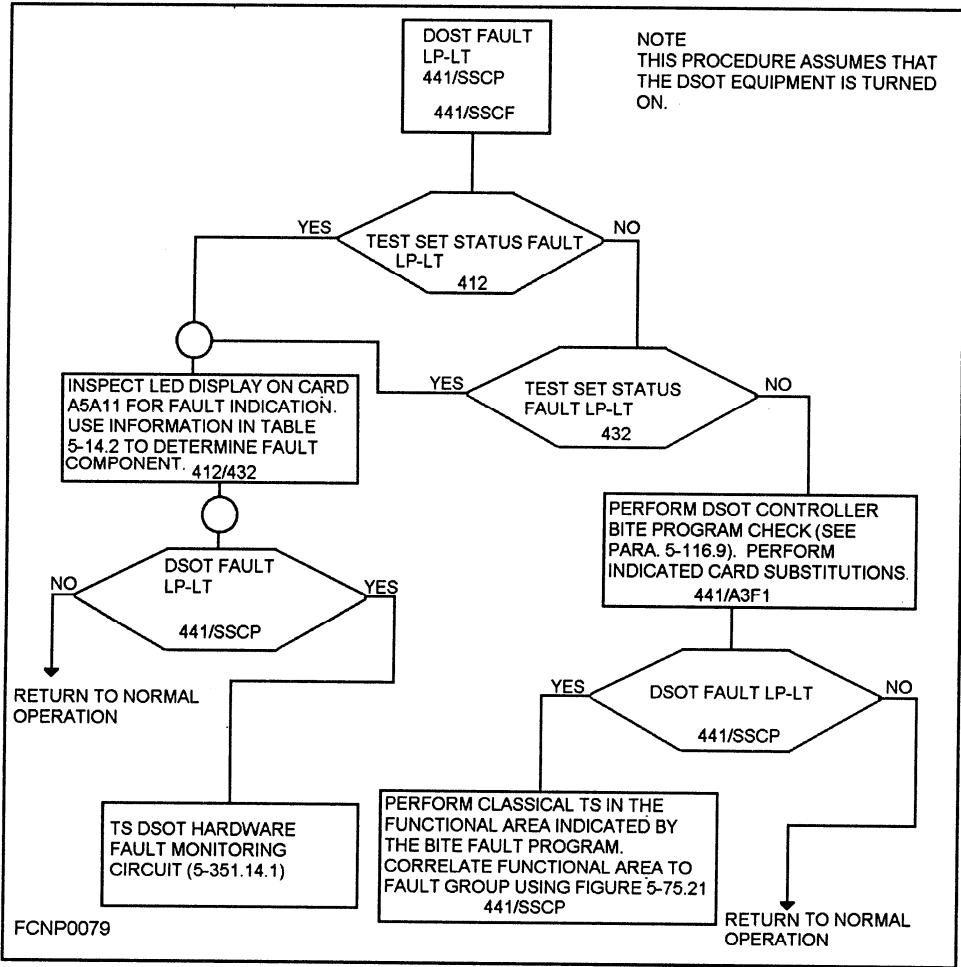 DOST FAULT
LP-LT
441/SSCP
441/SSCF
NOTE
THIS PROCEDURE ASSUMES THAT
THE DSOT EQUIPMENT IS TURNED
ON.
YES
TEST SET STATUS FAULT
LP-LT
412
NO
YES
TEST SET STATUS
FAULT LP-LT
432
NO
INSPECT LED DISPLAY ON CARD
A5A11 FOR FAULT INDICATION.
USE INFORMATION IN TABLE
5-14.2 TO DETERMINE FAULT
COMPONENT. 412/432
NO
DSOT FAULT
LP-LT
441/SSCP
YES
RETURN TO NORMAL
OPERATION
TS DSOT HARDWARE
FAULT MONITORING
CIRCUIT (5-351.14.1)
PERFORM DSOT CONTROLLER
BITE PROGRAM CHECK (SEE
PARA. 5-116.9). PERFORM
INDICATED CARD SUBSTITUTIONS.
441/A3F1
YES
DSOT FAULT LP-LT
441/SSCP
NO
PERFORM CLASSICAL TS IN THE
FUNCTIONAL AREA INDICATED BY
THE BITE FAULT PROGRAM.
CORRELATE FUNCTIONAL AREA TO
FAULT GROUP USING FIGURE 5-75.21
441/SSCP
RETURN TO NORMAL
OPERATION
FCNP0079